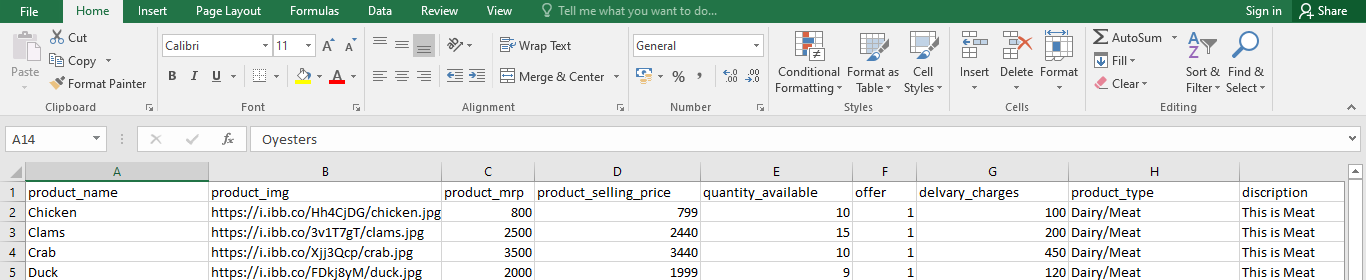 File Home Insert Page Layout Formulas Data Review View Tell me what you want to do... Sign in Share
Cut
Copy
Format Painter
Paste
Clipboard
Calibri 11 A A
B I U A
Font
Wrap Text
Merge & Center
Alignment
General
% , .0 .00 .00 .0
Number
Conditional Formatting
Format as Table
Cell Styles
Styles
Insert Delete Format
Cells
AutoSum
Fill
Clear
Sort & Filter
Find & Select
Editing
A14 fx Oyesters
A B C D E F G H
1 product_name product_img product_mrp product_selling_price quantity_available offer delvary_charges product_type discription
2 Chicken https://i.ibb.co/Hh4CjDG/chicken.jpg 800 799 10 1 100 Dairy/Meat This is Meat
3 Clams https://i.ibb.co/3v1T7gT/clams.jpg 2500 2440 15 1 200 Dairy/Meat This is Meat
4 Crab https://i.ibb.co/Xjj3Qcp/crab.jpg 3500 3440 10 1 450 Dairy/Meat This is Meat
5 Duck https://i.ibb.co/FDkj8yM/duck.jpg 2000 1999 9 1 120 Dairy/Meat This is Meat